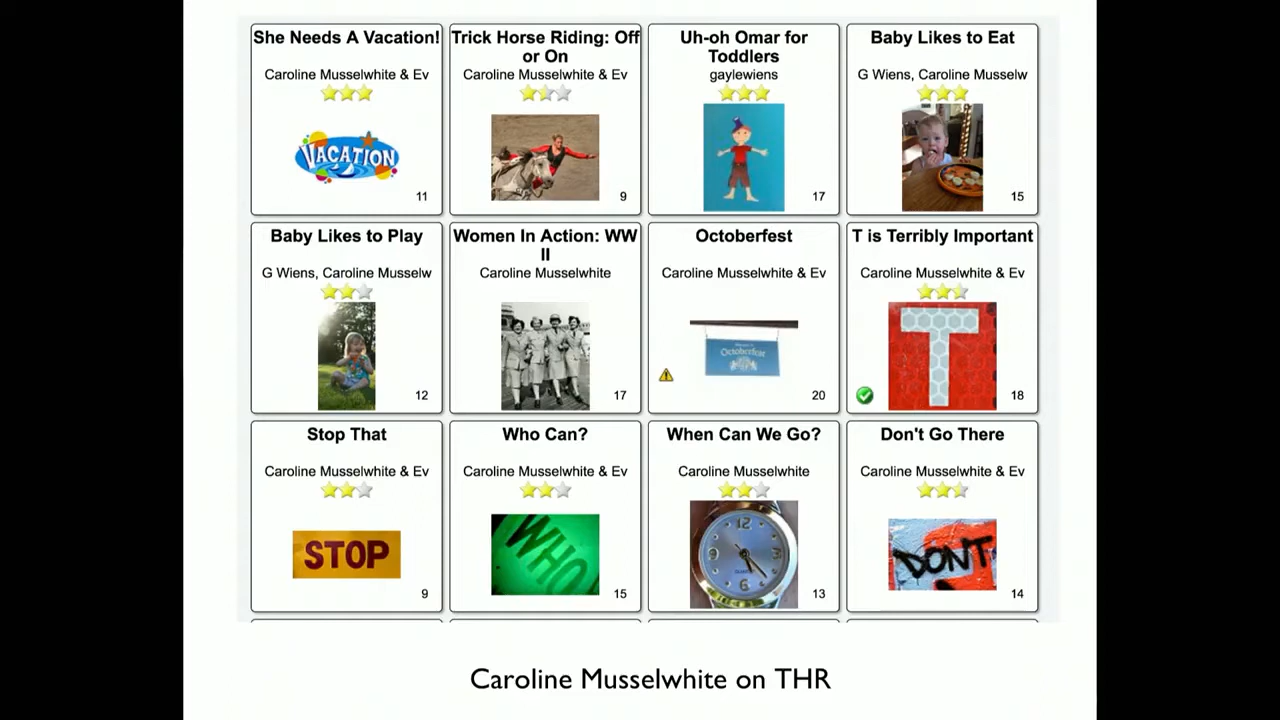 She Needs A Vacation!
Caroline Musselwhite & Ev
VACATION
11
Trick Horse Riding: Off
or On
Caroline Musselwhite & Ev
9
Uh-oh Omar for
Toddlers
gaylewiens
17
Baby Likes to Eat
G Wiens, Caroline Musselw
15
Baby Likes to Play
G Wiens, Caroline Musselw
12
Women In Action: WW
II
Caroline Musselwhite
17
Octoberfest
Caroline Musselwhite & Ev
Octoberfest
20
T is Terribly Important
Caroline Musselwhite & Ev
T
18
Stop That
Caroline Musselwhite & Ev
STOP
9
Who Can?
Caroline Musselwhite & Ev
WHO
15
When Can We Go?
Caroline Musselwhite
12
6
13
Don't Go There
Caroline Musselwhite & Ev
DONT
14
Caroline Musselwhite on THR